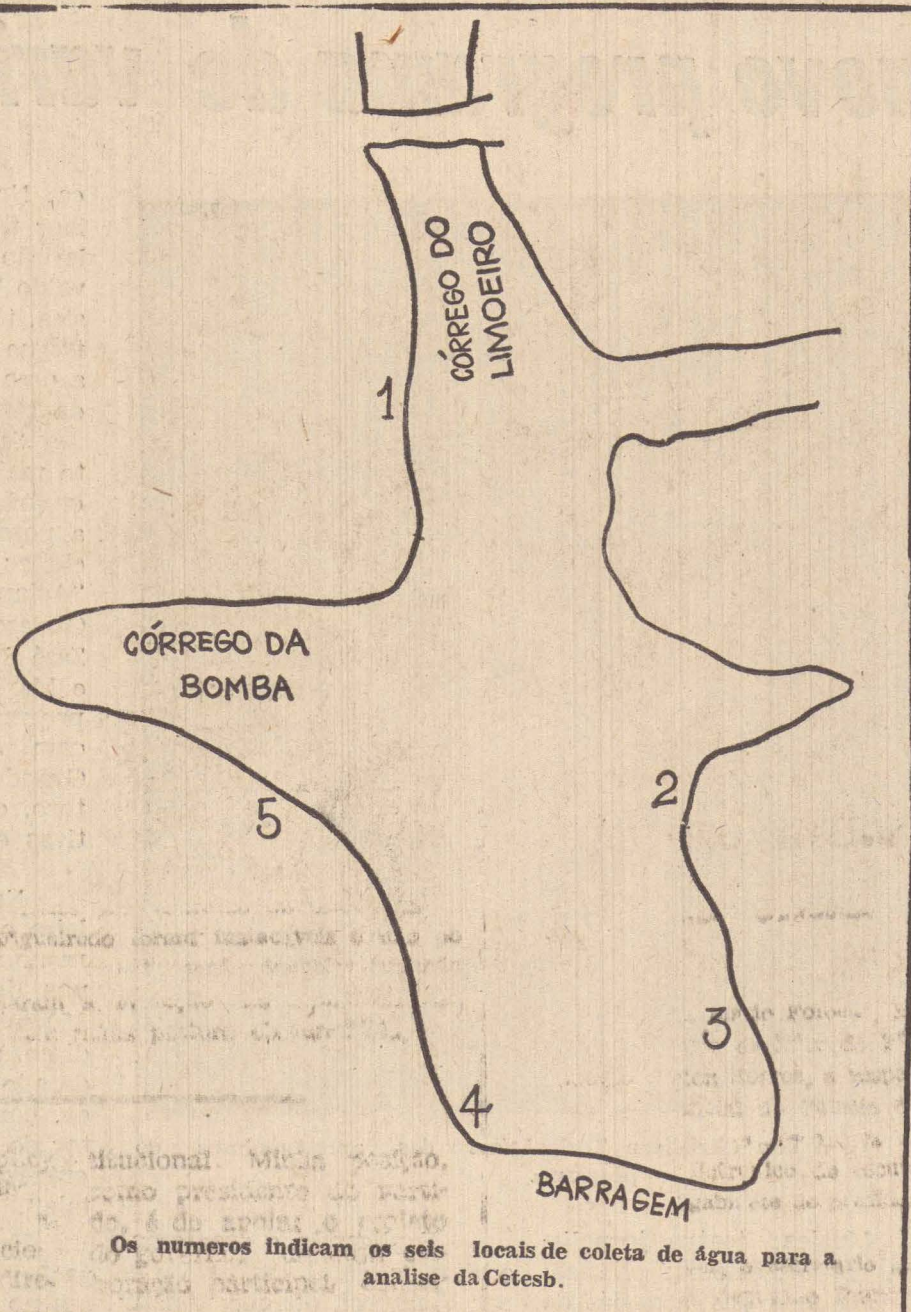 CÓRREGO DO
LIMOEIRO
1
CÓRREGO DA
BOMBA
2
5
3
4
BARRAGEM
Os numeros indicam os seis locais de coleta de água para a
analise da Cetesb.